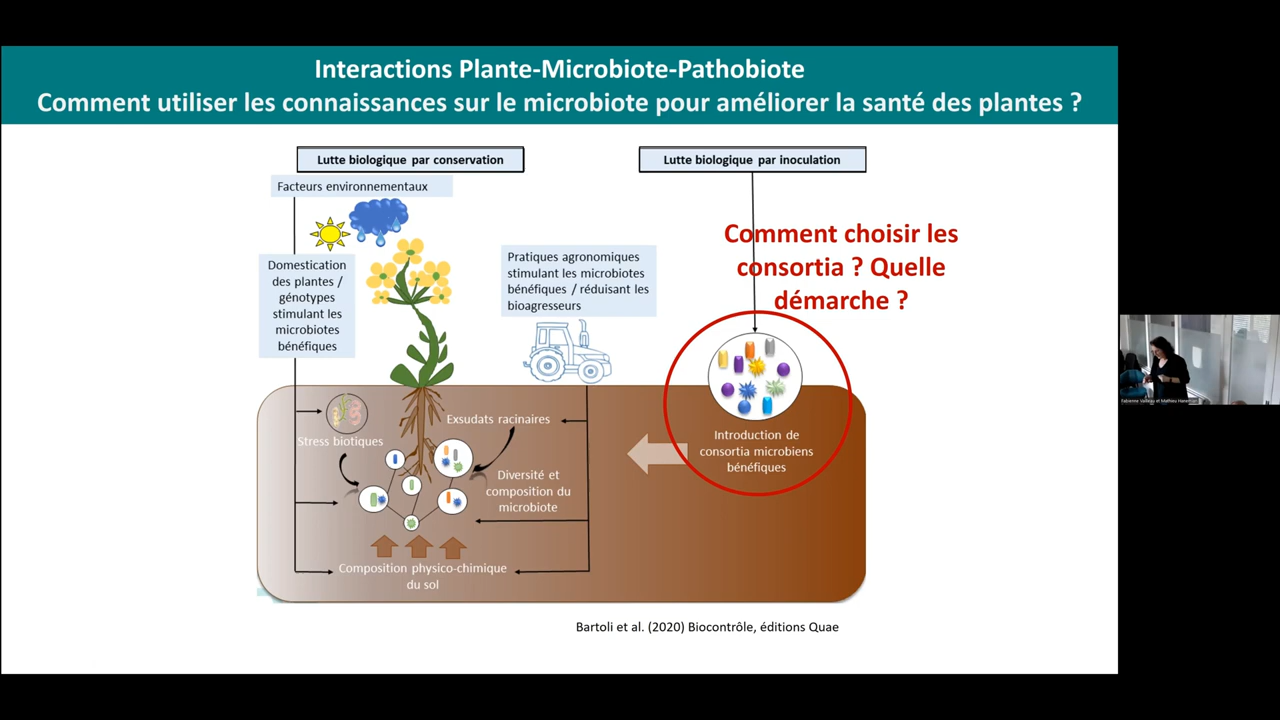 Interactions Plante-Microbiote-Pathobiote
Comment utiliser les connaissances sur le microbiote pour améliorer la santé des plantes ?
Lutte biologique par conservation
Lutte biologique par inoculation
Facteurs environnementaux
Domestication
des plantes /
génotypes
stimulant les
microbiotes
bénéfiques
Pratiques agronomiques
stimulant les microbiotes
bénéfiques / réduisant les
bioagresseurs
Comment choisir les
consortia ? Quelle
démarche ?
Stress biotiques
Exsudats racinaires
Diversité et
composition du
microbiote
Introduction de
consortia microbiens
bénéfiques
Composition physico-chimique
du sol
Bartoli et al. (2020) Biocontrôle, éditions Quae